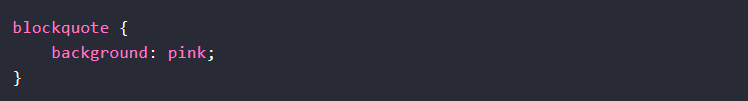 blockquote {
    background: pink;
}